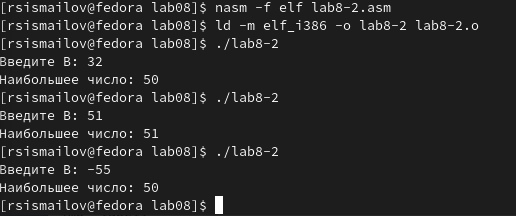 [rsismailov@fedora lab08]$ nasm -f elf lab8-2.asm
[rsismailov@fedora lab08]$ ld -m elf_i386 -o lab8-2 lab8-2.o
[rsismailov@fedora lab08]$ ./lab8-2
Введите B: 32
Наибольшее число: 50
[rsismailov@fedora lab08]$ ./lab8-2
Введите B: 51
Наибольшее число: 51
[rsismailov@fedora lab08]$ ./lab8-2
Введите B: -55
Наибольшее число: 50
[rsismailov@fedora lab08]$